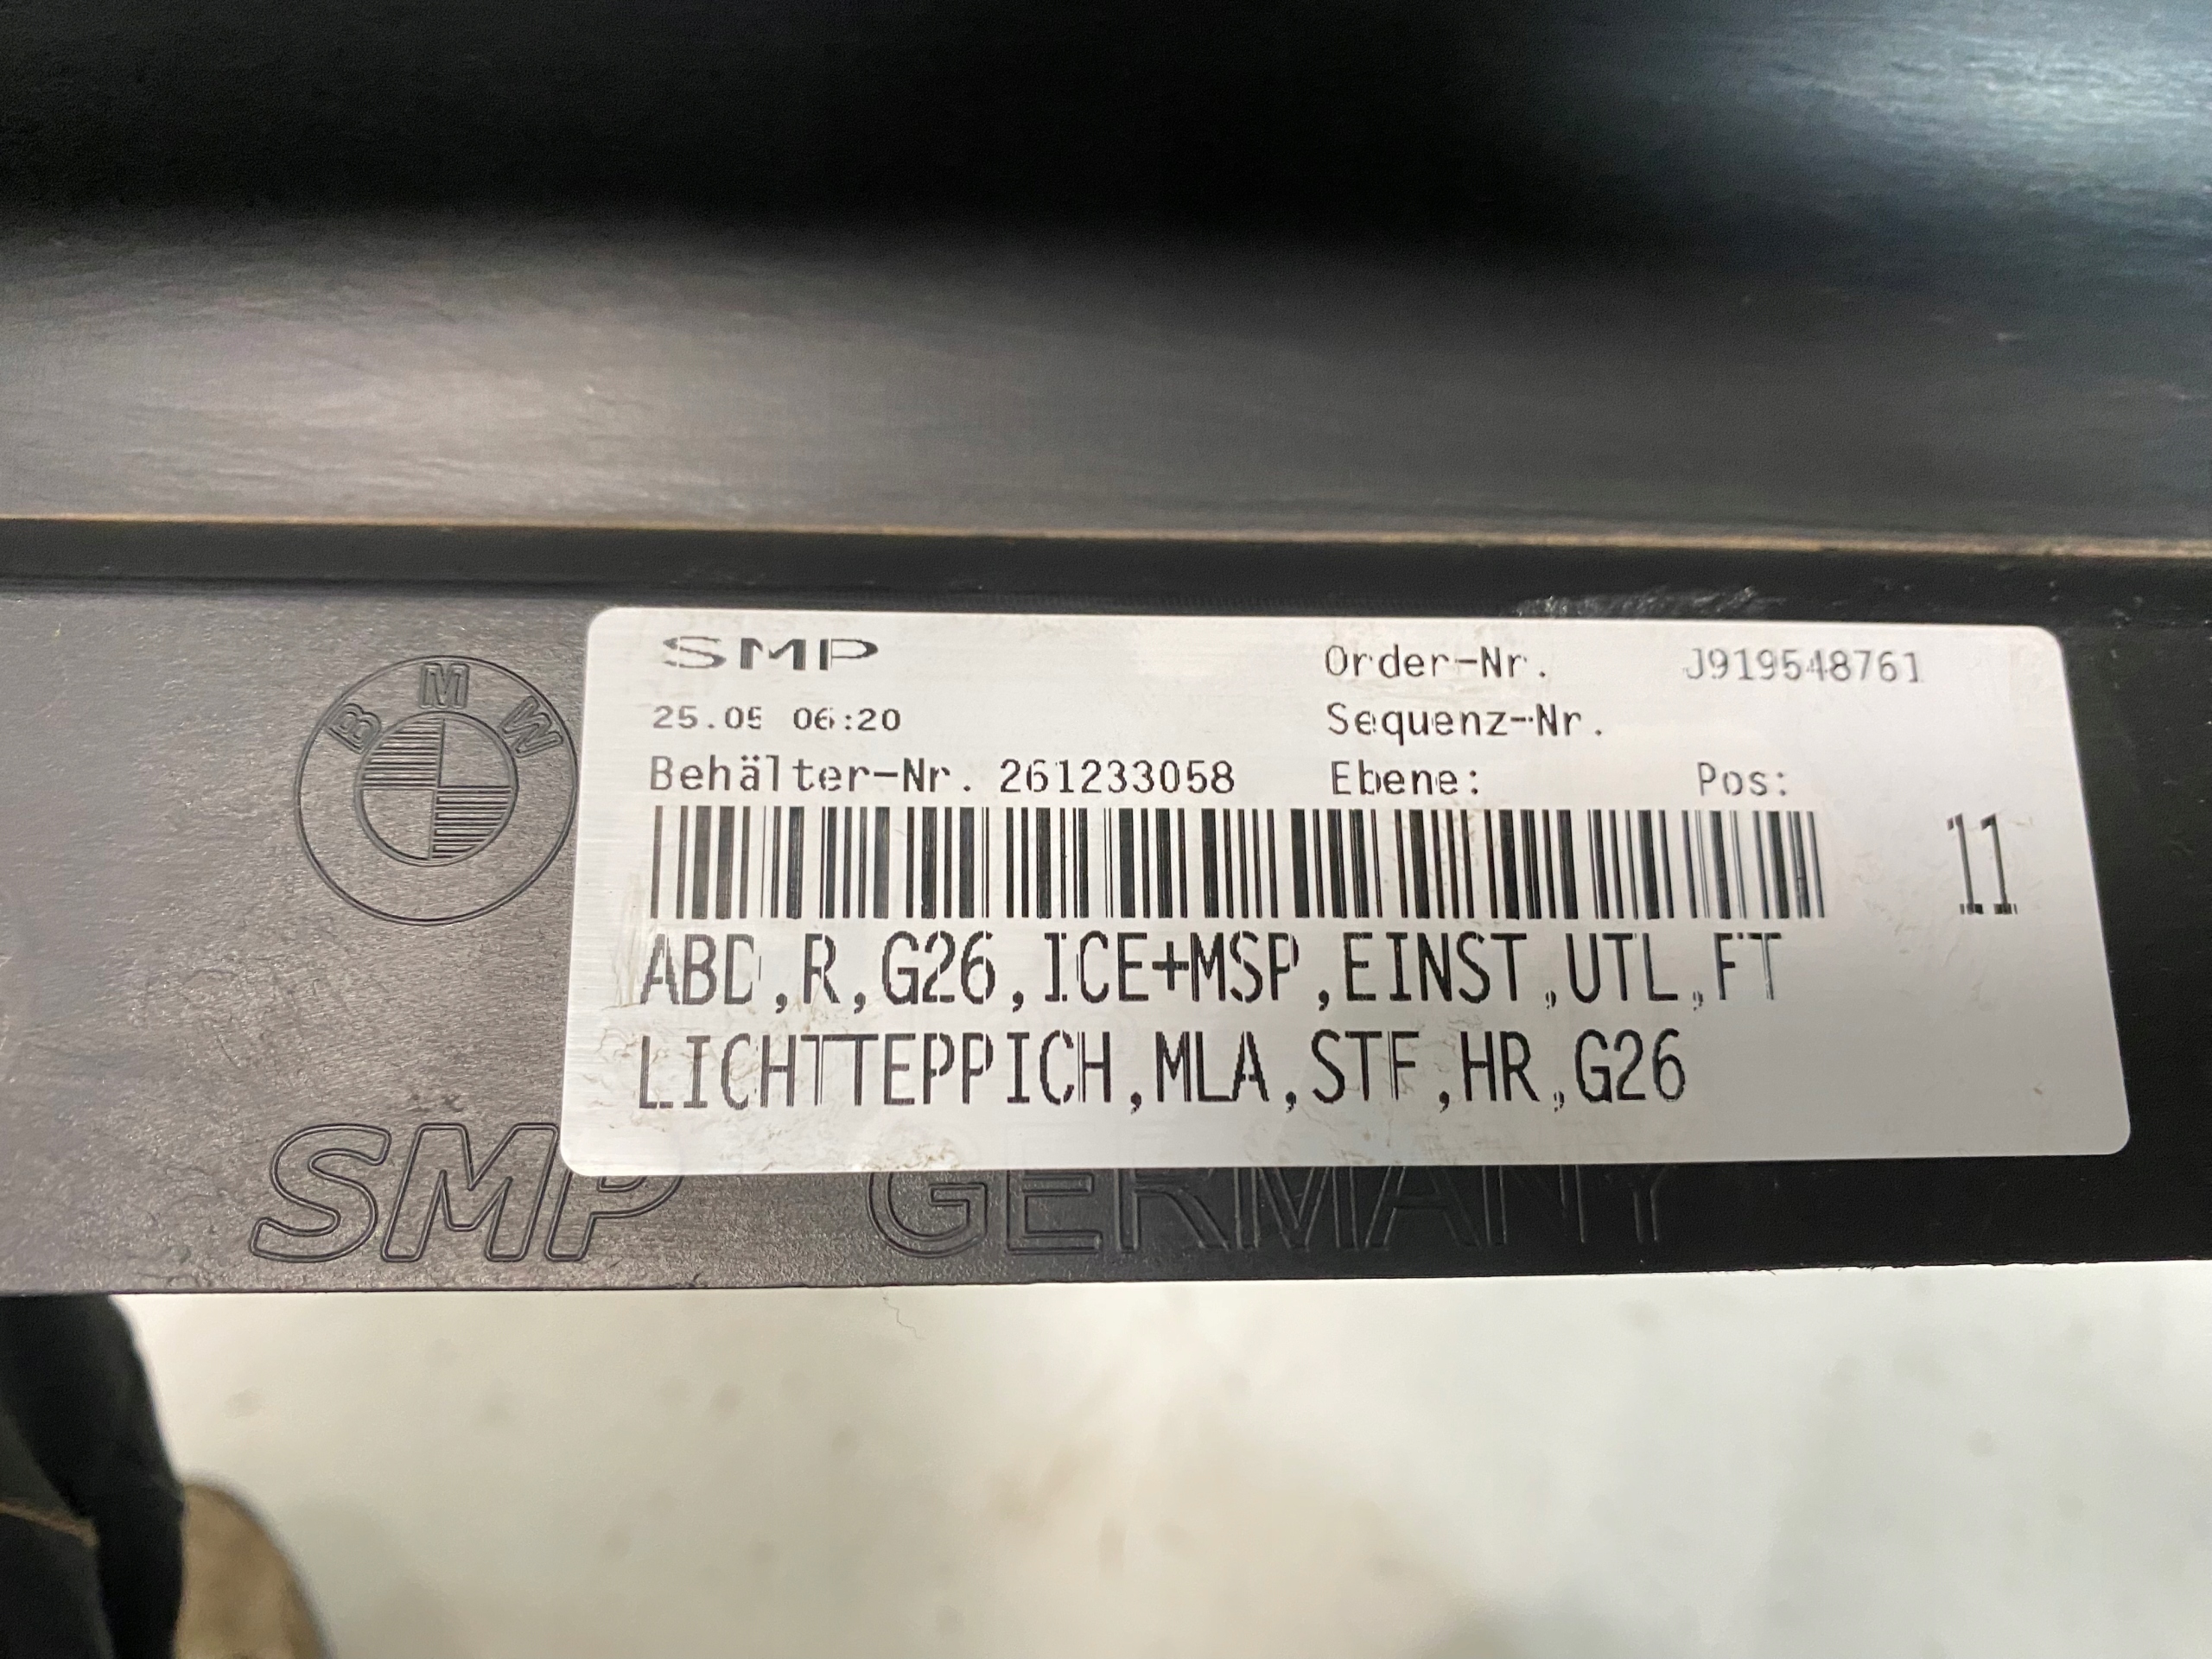 BMW
SMP
Order-Nr. J919548761
25.05 06:20
Sequenz-Nr.
Behälter-Nr. 261233058
Ebene: Pos:
11
ABD,R,G26,ICE+MSP,EINST,UTL,FT
LICHTTEPPICH,MLA,STF,HR,G26
SMP GERMANY